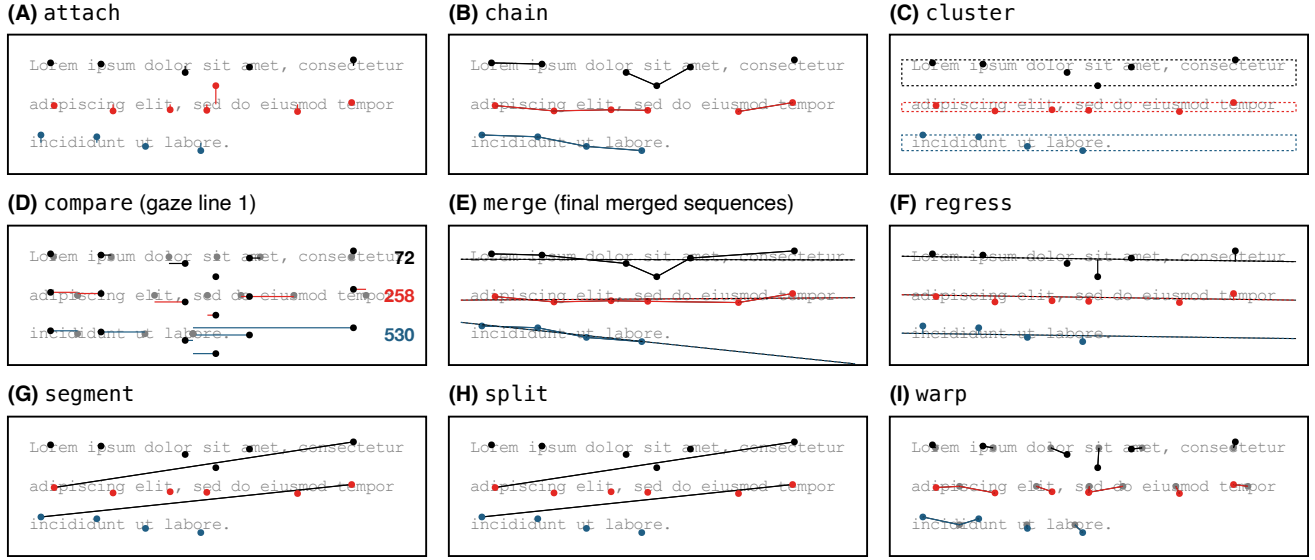 (A) attach
Lorem ipsum dolor sit amet, consectetur
adipiscing elit, sed do eiusmod tempor
incididunt ut labore.
(B) chain
Lorem ipsum dolor sit amet, consectetur
adipiscing elit, sed do eiusmod tempor
incididunt ut labore.
(C) cluster
Lorem ipsum dolor sit amet, consectetur
adipiscing elit, sed do eiusmod tempor
incididunt ut labore.
(D) compare (gaze line 1)
Lorem ipsum dolor sit amet, consectetur 72
adipiscing elit, sed do eiusmod tempor 258
incididunt ut labore. 530
(E) merge (final merged sequences)
Lorem ipsum dolor sit amet, consectetur
adipiscing elit, sed do eiusmod tempor
incididunt ut labore.
(F) regress
Lorem ipsum dolor sit amet, consectetur
adipiscing elit, sed do eiusmod tempor
incididunt ut labore.
(G) segment
Lorem ipsum dolor sit amet, consectetur
adipiscing elit, sed do eiusmod tempor
incididunt ut labore.
(H) split
Lorem ipsum dolor sit amet, consectetur
adipiscing elit, sed do eiusmod tempor
incididunt ut labore.
(I) warp
Lorem ipsum dolor sit amet, consectetur
adipiscing elit, sed do eiusmod tempor
incididunt ut labore.